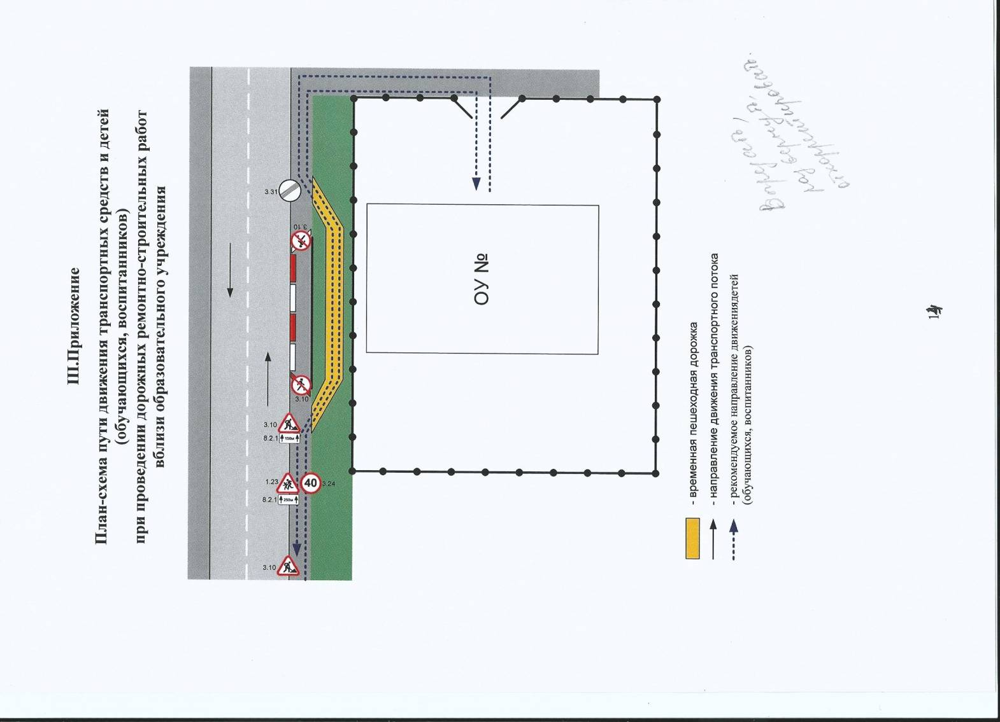 III.Приложение
План-схема пути движения транспортных средств и детей
(обучающихся, воспитанников)
при проведении дорожных ремонтно-строительных работ
вблизи образовательного учреждения
3.10
8.2.1
250м
1.23
40
3.24
8.2.1
150м
3.10
3.10
3.10
3.31
ОУ №
- временная пешеходная дорожка
- направление движения транспортного потока
- рекомендуемое направление движениядетей
(обучающихся, воспитанников)